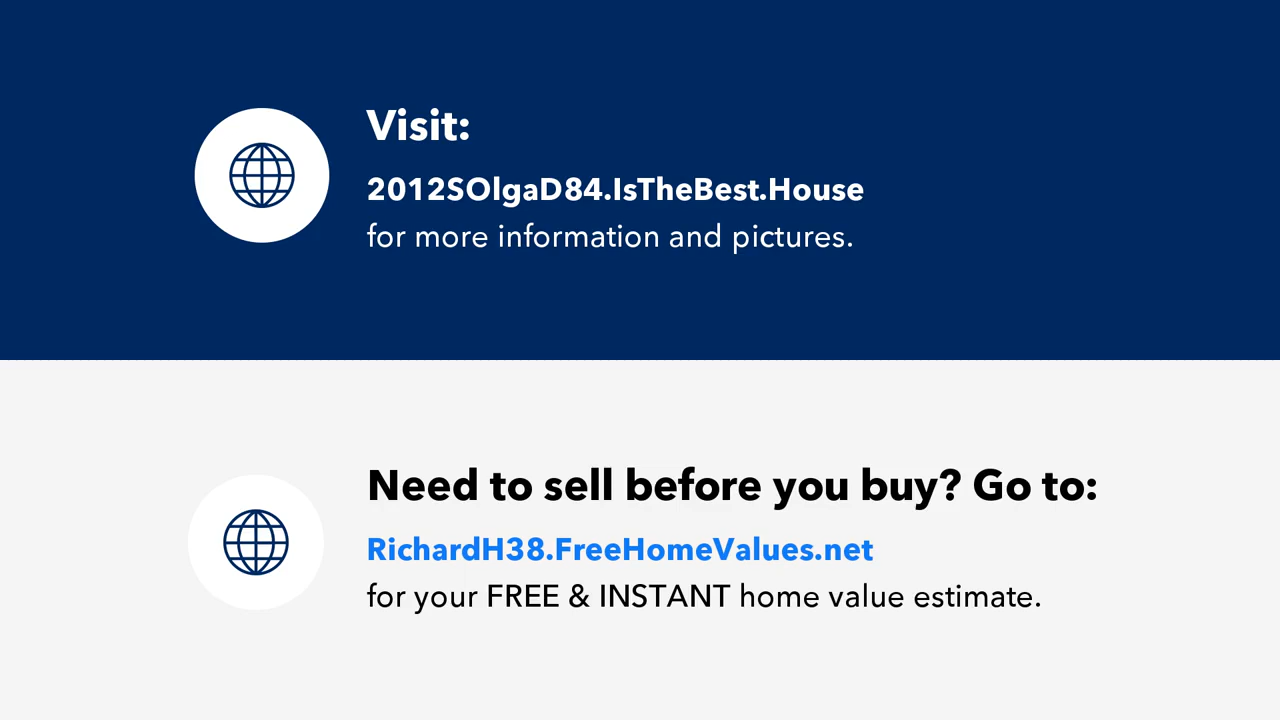 Visit:
2012SOlgaD84.IsTheBest.House
for more information and pictures.
Need to sell before you buy? Go to:
RichardH38.FreeHomeValues.net
for your FREE & INSTANT home value estimate.